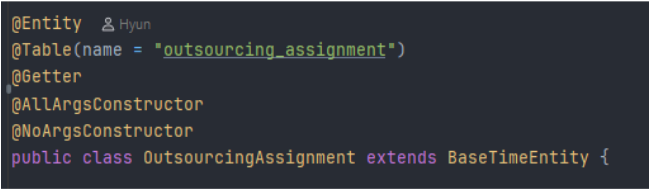 @Entity Hyun
@Table(name = "outsourcing_assignment")
@Getter
@AllArgsConstructor
@NoArgsConstructor
public class OutsourcingAssignment extends BaseTimeEntity {